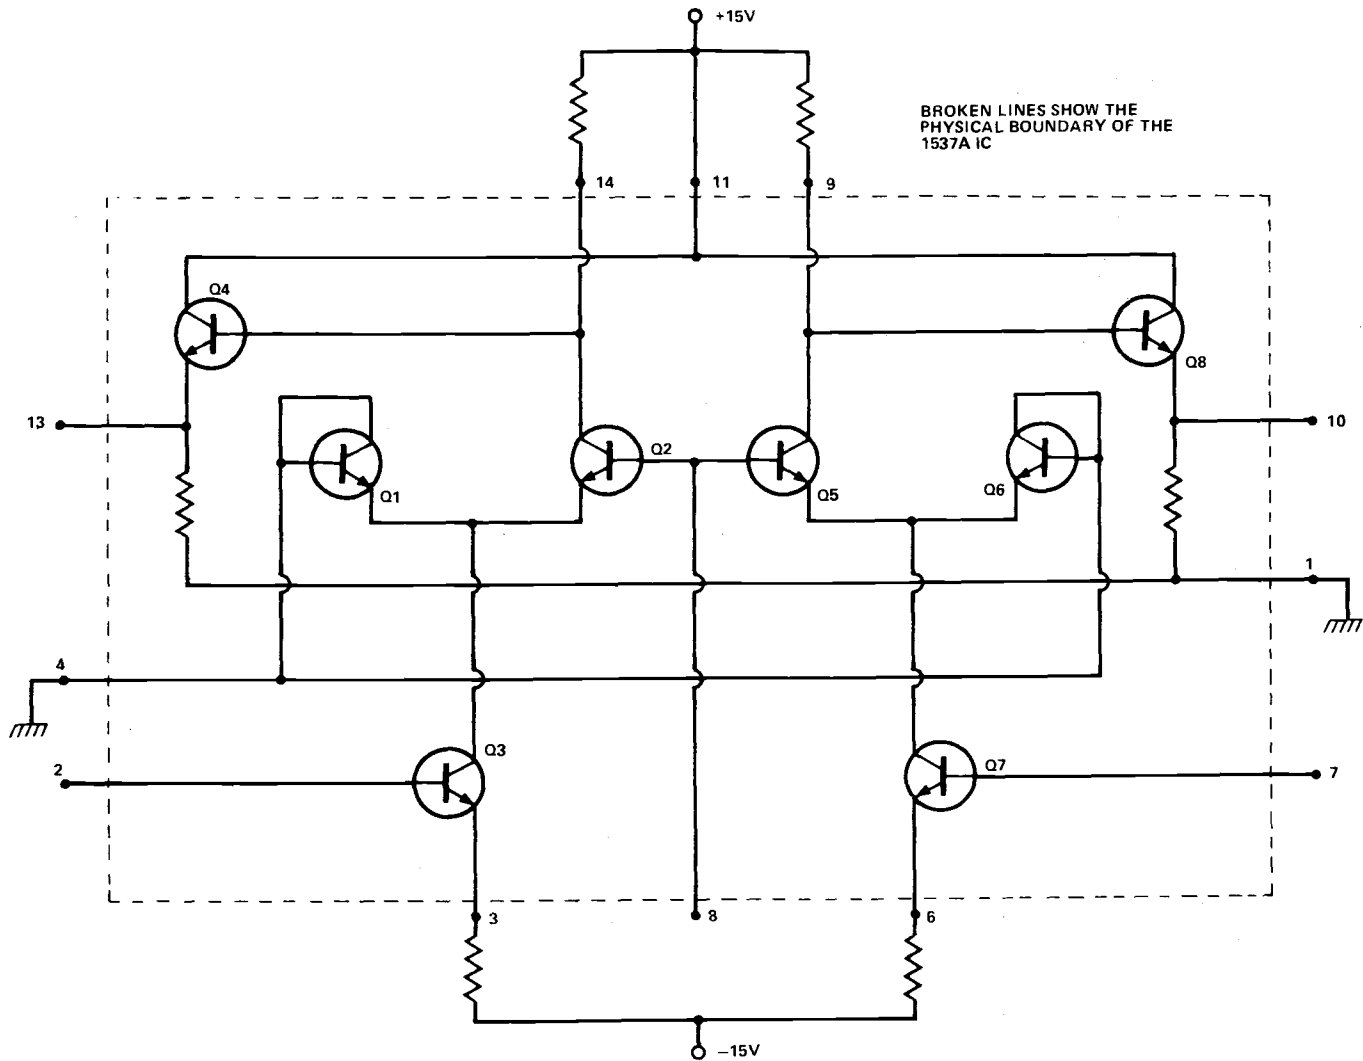 +15V
BROKEN LINES SHOW THE
PHYSICAL BOUNDARY OF THE
1537A IC
14
11
9
Q4
Q8
13
10
Q2
Q1
Q5
Q6
1
4
Q3
Q7
2
7
3
8
6
–15V